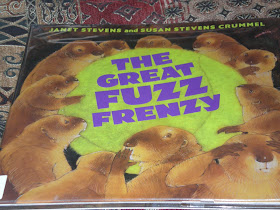 JANET STEVENS and SUSAN STEVENS CRUMMEL
THE
GREAT
FUZZ
FRENZY